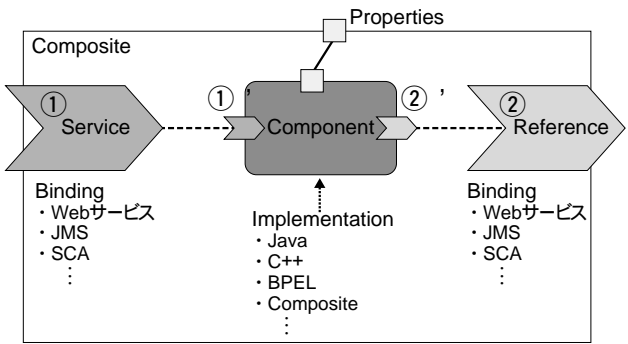 Properties
Composite
① Service
①’
Component
②’
② Reference
Binding
・Webサービス
・JMS
・SCA
⋮
Implementation
・Java
・C++
・BPEL
・Composite
⋮
Binding
・Webサービス
・JMS
・SCA
⋮